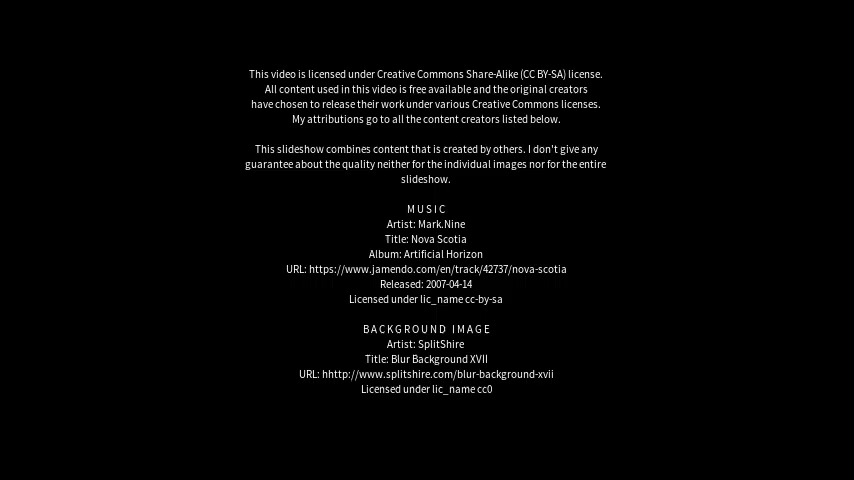 This video is licensed under Creative Commons Share-Alike (CC BY-SA) license.
All content used in this video is free available and the original creators
have chosen to release their work under various Creative Commons licenses.
My attributions go to all the content creators listed below.
This slideshow combines content that is created by others. I don't give any
guarantee about the quality neither for the individual images nor for the entire
slideshow.
MUSIC
Artist: Mark.Nine
Title: Nova Scotia
Album: Artificial Horizon
URL: https://www.jamendo.com/en/track/42737/nova-scotia
Released: 2007-04-14
Licensed under lic_name cc-by-sa
BACKGROUND IMAGE
Artist: SplitShire
Title: Blur Background XVII
URL: hhttp://www.splitshire.com/blur-background-xvii
Licensed under lic_name cc0